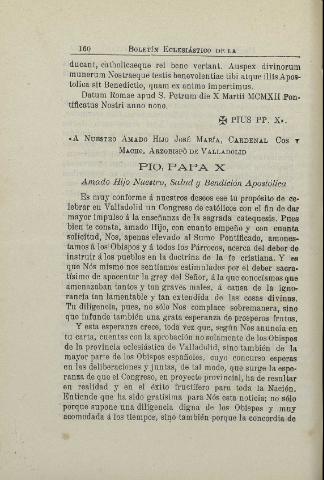 160 BOLETÍN ECLESIÁSTICO DE LA
ducant, catholicaeque rei bene vertant. Auspex divinorum
munerum Nostraeque testis benevolentiae tibi atque illis Apos-
tolica sit Benedictio, quam ex animo impertimus.
Datum Romae apud S. Petrum die X Martii MCMXII Pon-
tificatus Nostri anno nono.
✠ PIUS PP. X».
«A NUESTRO AMADO HIJO JOSÉ MARÍA, CARDENAL COS Y
MACHO, ARZOBISPO DE VALLADOLID
PIO, PAPA X
Amado Hijo Nuestro, Salud y Bendición Apostólica
Es muy conforme á nuestros deseos ese tu propósito de ce-
lebrar en Valladolid un Congreso de católicos con el fin de dar
mayor impulso á la enseñanza de la sagrada catequesis. Pues
bien te consta, amado Hijo, con cuanto empeño y con cuanta
solicitud, Nos, apenas elevado al Sumo Pontificado, amones-
tamos á los Obispos y á todos los Párrocos, acerca del deber de
instruir á los pueblos en la doctrina de la fe cristiana. Y es
que Nós mismo nos sentíamos estimulados por el deber sacra-
tísimo de apacentar la grey del Señor, á la que conocíamos que
amenazaban tantos y tan graves males, á causa de la igno-
rancia tan lamentable y tan extendida de las cosas divinas.
Tu diligencia, pues, no sólo Nos complace sobremanera, sino
que infunde también una grata esperanza de prósperos frutos.
Y esta esperanza crece, toda vez que, según Nos anuncia en
tu carta, cuentas con la aprobación no solamente de los Obispos
de la provincia eclesiástica de Valladolid, sino también de la
mayor parte de los Obispos españoles, cuyo concurso esperas
en las deliberaciones y juntas, de tal modo, que surge la espe-
ranza de que el Congreso, en proyecto provincial, ha de resultar
en realidad y en el éxito fructífero para toda la Nación.
Entiende que ha sido gratísima para Nós esta noticia; no sólo
porque supone una diligencia digna de los Obispos y muy
acomodada á los tiempos, sino también porque la concordia de